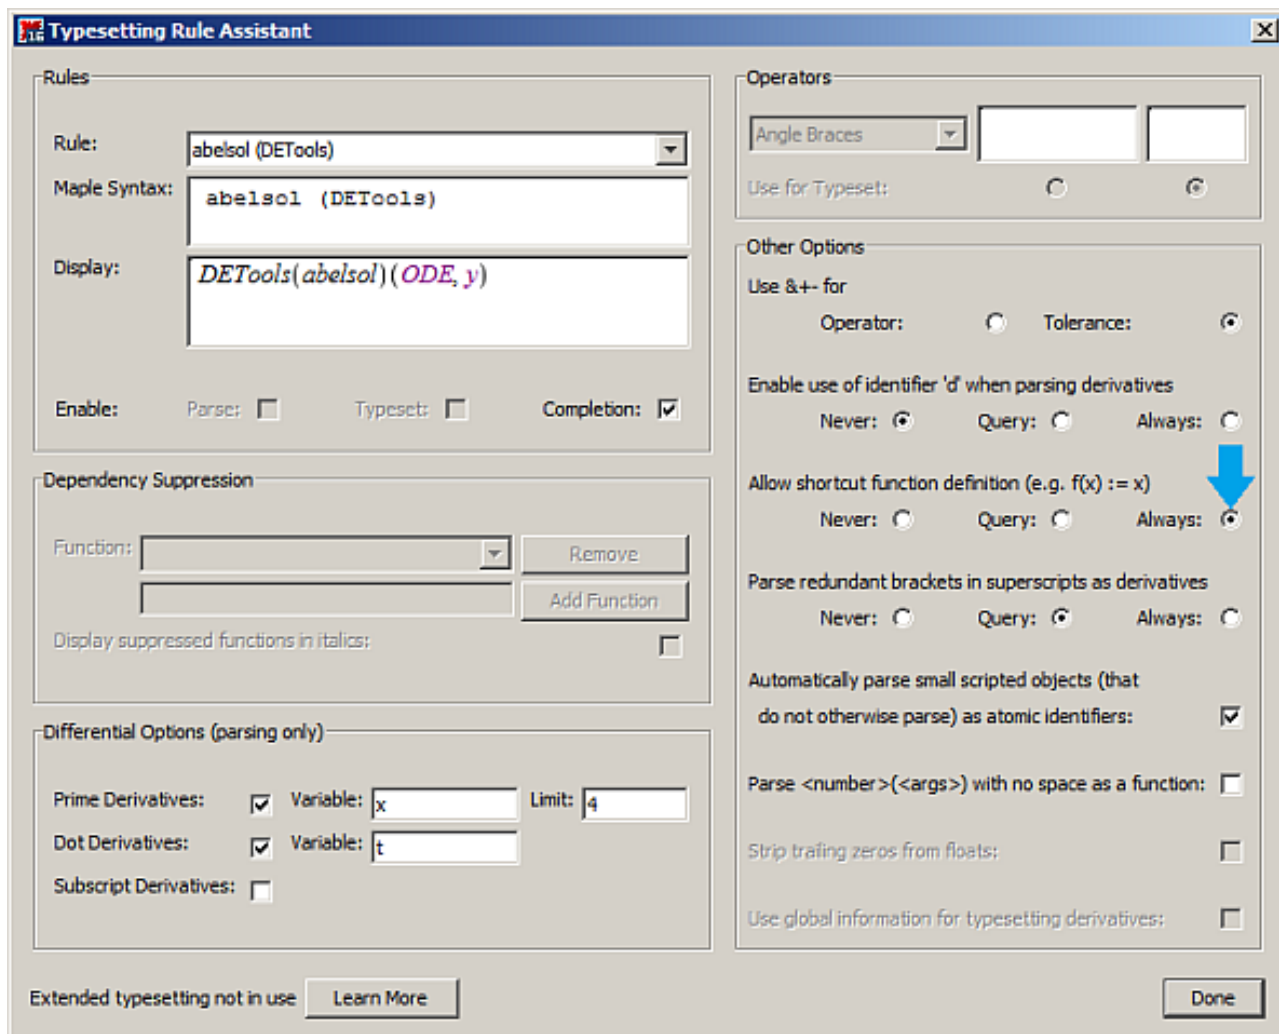 Typesetting Rule Assistant
Rules
Rule: abelsol (DETools)
Maple Syntax: abelsol (DETools)
Display: DETools(abelsol)(ODE, y)
Enable: Parse: Typeset: Completion:
Dependency Suppression
Function: Remove
Add Function
Display suppressed functions in italics:
Differential Options (parsing only)
Prime Derivatives: Variable: x Limit: 4
Dot Derivatives: Variable: t
Subscript Derivatives:
Operators
Angle Braces
Use for Typeset:
Other Options
Use &+- for
Operator: Tolerance:
Enable use of identifier 'd' when parsing derivatives
Never: Query: Always:
Allow shortcut function definition (e.g. f(x) := x)
Never: Query: Always:
Parse redundant brackets in superscripts as derivatives
Never: Query: Always:
Automatically parse small scripted objects (that
do not otherwise parse) as atomic identifiers:
Parse <number>(<args>) with no space as a function:
Strip trailing zeros from floats:
Use global information for typesetting derivatives:
Extended typesetting not in use Learn More Done